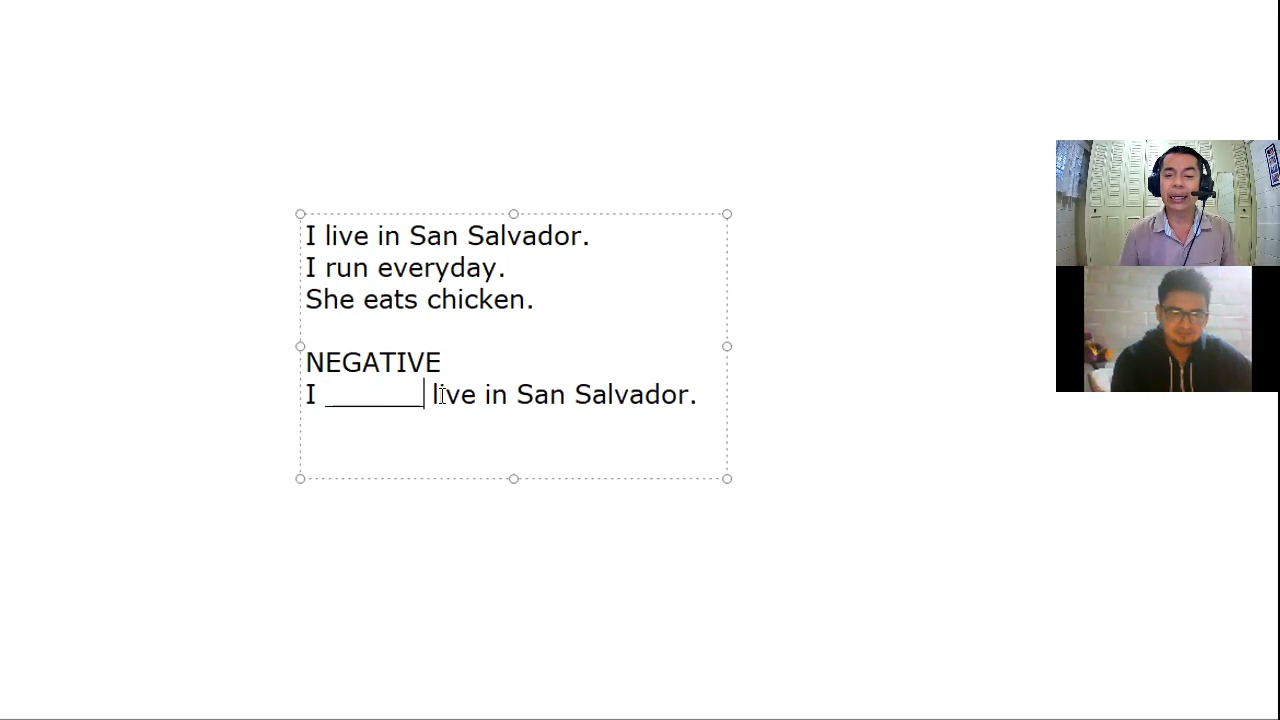 I live in San Salvador.
I run everyday.
She eats chicken.
NEGATIVE
I _______ live in San Salvador.